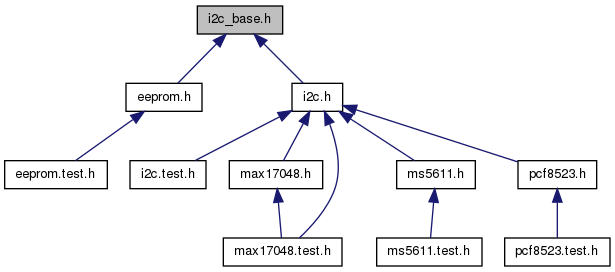 i2c_base.h
eeprom.h
i2c.h
eeprom.test.h
i2c.test.h
max17048.h
ms5611.h
pcf8523.h
max17048.test.h
ms5611.test.h
pcf8523.test.h